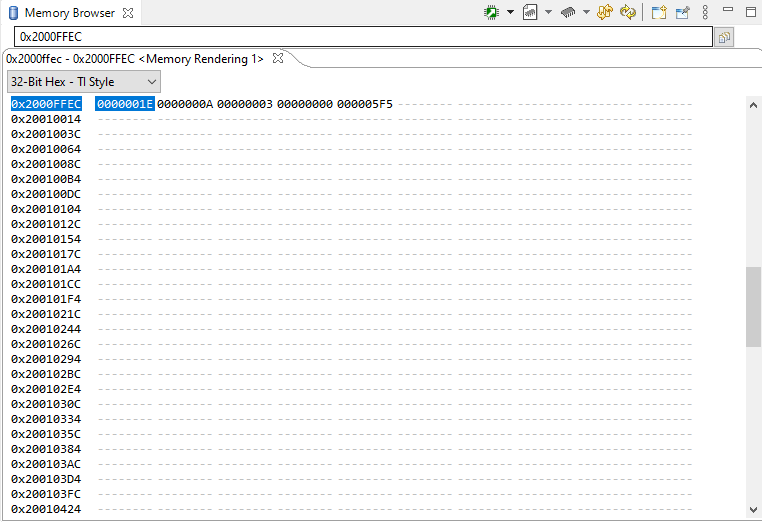 Memory Browser
0x2000FFEC
0x2000ffec - 0x2000FFEC <Memory Rendering 1>
32-Bit Hex - TI Style
0x2000FFEC 0000001E 0000000A 00000003 00000000 000005F5 -------- -------- -------- -------- --------
0x20010014 -------- -------- -------- -------- -------- -------- -------- -------- -------- --------
0x2001003C -------- -------- -------- -------- -------- -------- -------- -------- -------- --------
0x20010064 -------- -------- -------- -------- -------- -------- -------- -------- -------- --------
0x2001008C -------- -------- -------- -------- -------- -------- -------- -------- -------- --------
0x200100B4 -------- -------- -------- -------- -------- -------- -------- -------- -------- --------
0x200100DC -------- -------- -------- -------- -------- -------- -------- -------- -------- --------
0x20010104 -------- -------- -------- -------- -------- -------- -------- -------- -------- --------
0x2001012C -------- -------- -------- -------- -------- -------- -------- -------- -------- --------
0x20010154 -------- -------- -------- -------- -------- -------- -------- -------- -------- --------
0x2001017C -------- -------- -------- -------- -------- -------- -------- -------- -------- --------
0x200101A4 -------- -------- -------- -------- -------- -------- -------- -------- -------- --------
0x200101CC -------- -------- -------- -------- -------- -------- -------- -------- -------- --------
0x200101F4 -------- -------- -------- -------- -------- -------- -------- -------- -------- --------
0x2001021C -------- -------- -------- -------- -------- -------- -------- -------- -------- --------
0x20010244 -------- -------- -------- -------- -------- -------- -------- -------- -------- --------
0x2001026C -------- -------- -------- -------- -------- -------- -------- -------- -------- --------
0x20010294 -------- -------- -------- -------- -------- -------- -------- -------- -------- --------
0x200102BC -------- -------- -------- -------- -------- -------- -------- -------- -------- --------
0x200102E4 -------- -------- -------- -------- -------- -------- -------- -------- -------- --------
0x2001030C -------- -------- -------- -------- -------- -------- -------- -------- -------- --------
0x20010334 -------- -------- -------- -------- -------- -------- -------- -------- -------- --------
0x2001035C -------- -------- -------- -------- -------- -------- -------- -------- -------- --------
0x20010384 -------- -------- -------- -------- -------- -------- -------- -------- -------- --------
0x200103AC -------- -------- -------- -------- -------- -------- -------- -------- -------- --------
0x200103D4 -------- -------- -------- -------- -------- -------- -------- -------- -------- --------
0x200103FC -------- -------- -------- -------- -------- -------- -------- -------- -------- --------
0x20010424 -------- -------- -------- -------- -------- -------- -------- -------- -------- --------